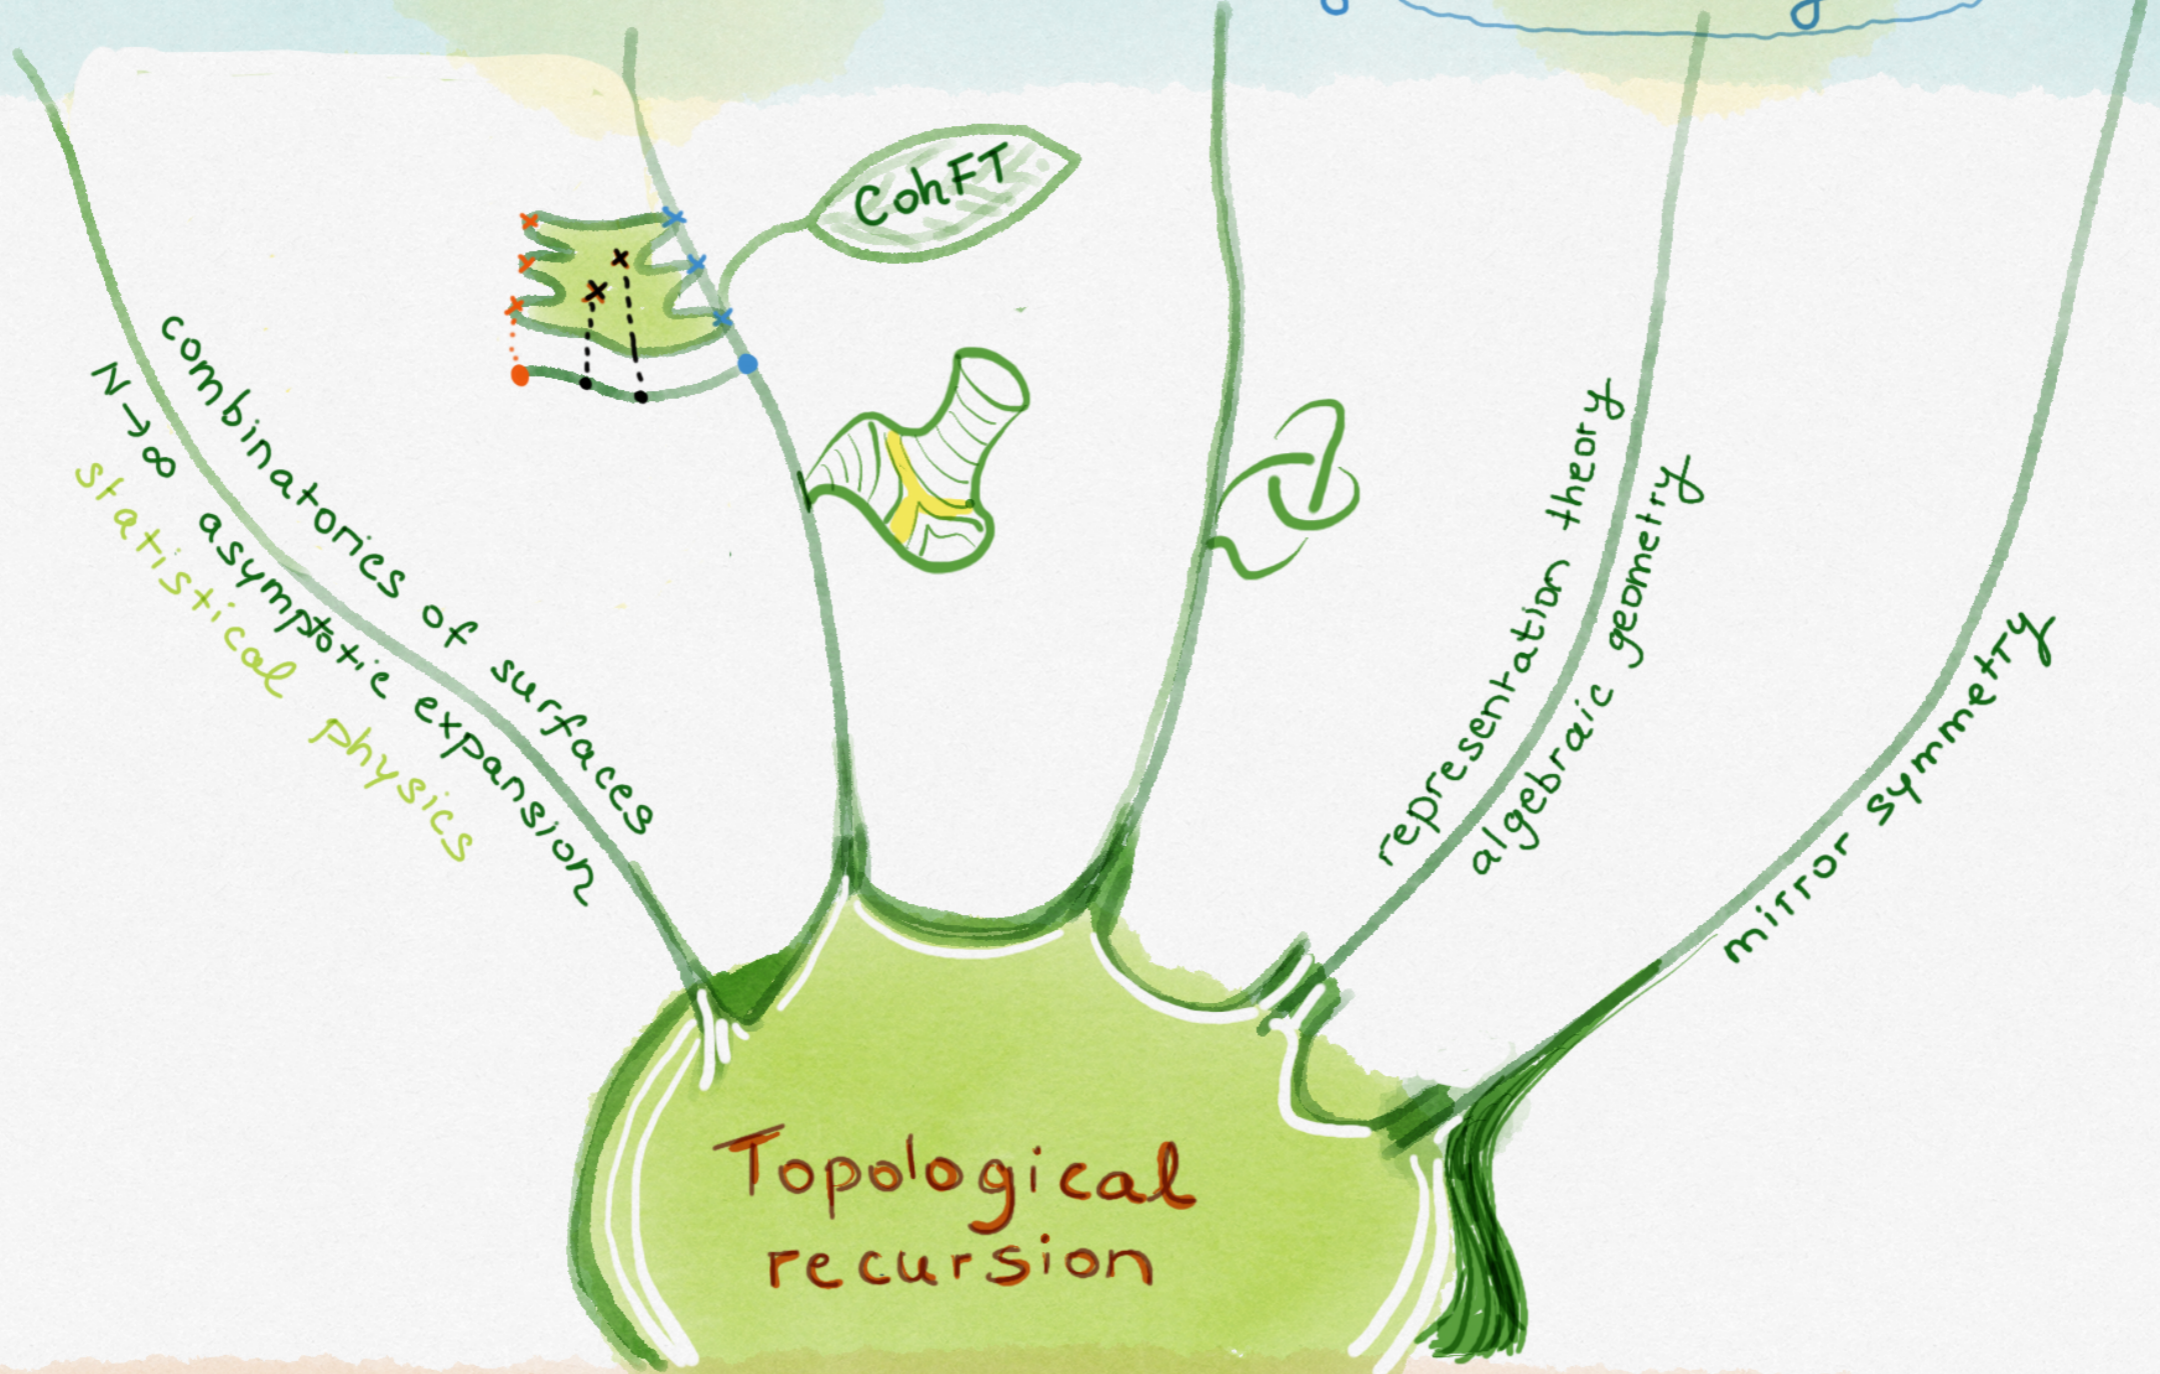 CohFT
combinatorics of surfaces
N→∞ asymptotic expansion
statistical physics
representation theory
algebraic geometry
mirror symmetry
Topological
recursion